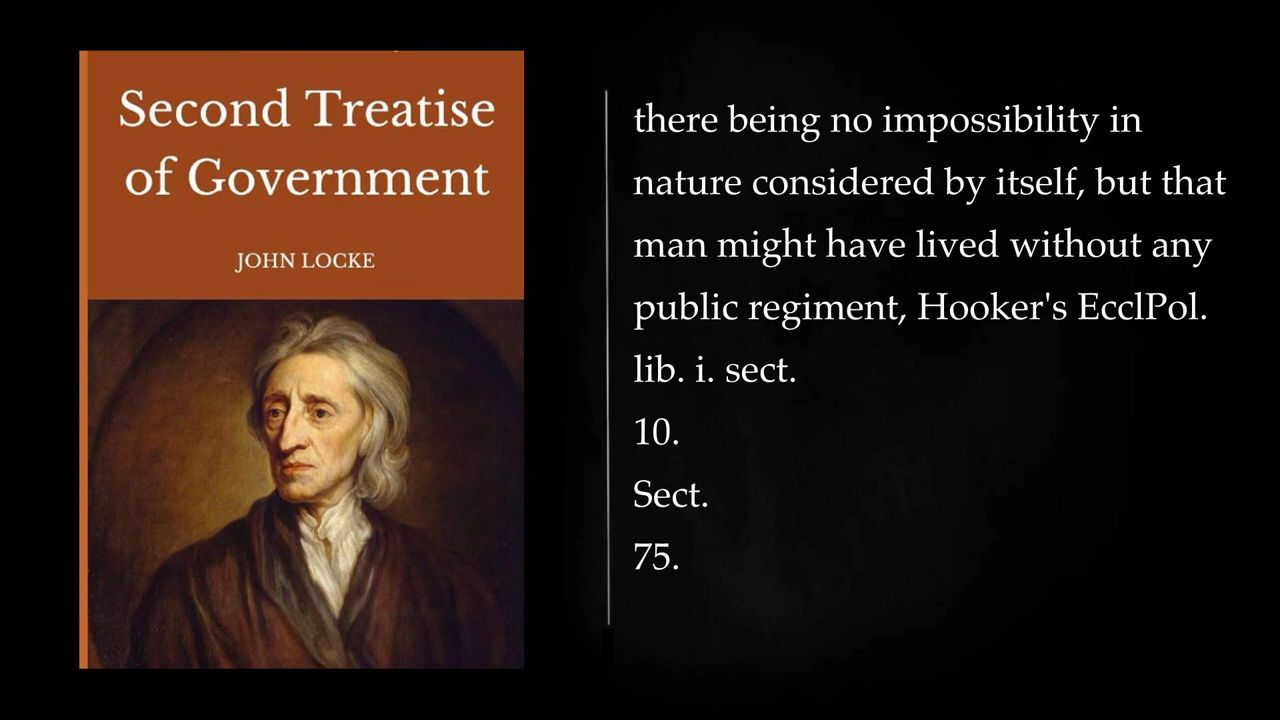 Second Treatise
of Government
JOHN LOCKE
there being no impossibility in
nature considered by itself, but that
man might have lived without any
public regiment, Hooker's EcclPol.
lib. i. sect.
10.
Sect.
75.